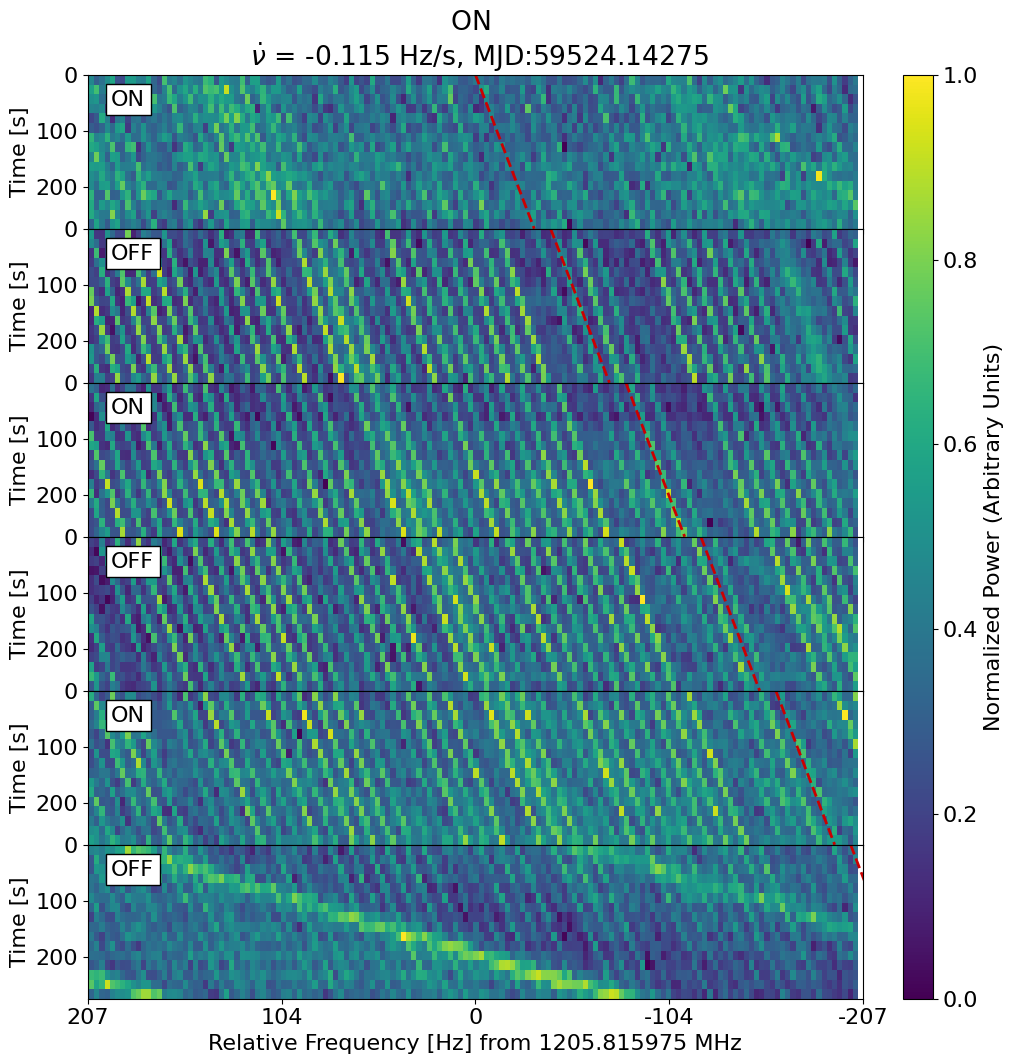 ON
ν̇ = -0.115 Hz/s, MJD:59524.14275
0
ON
100
200
Time [s]
0
OFF
100
200
Time [s]
0
ON
100
200
Time [s]
0
OFF
100
200
Time [s]
0
ON
100
200
Time [s]
0
OFF
100
200
Time [s]
207 104 0 -104 -207
Relative Frequency [Hz] from 1205.815975 MHz
1.0
0.8
0.6
0.4
0.2
0.0
Normalized Power (Arbitrary Units)